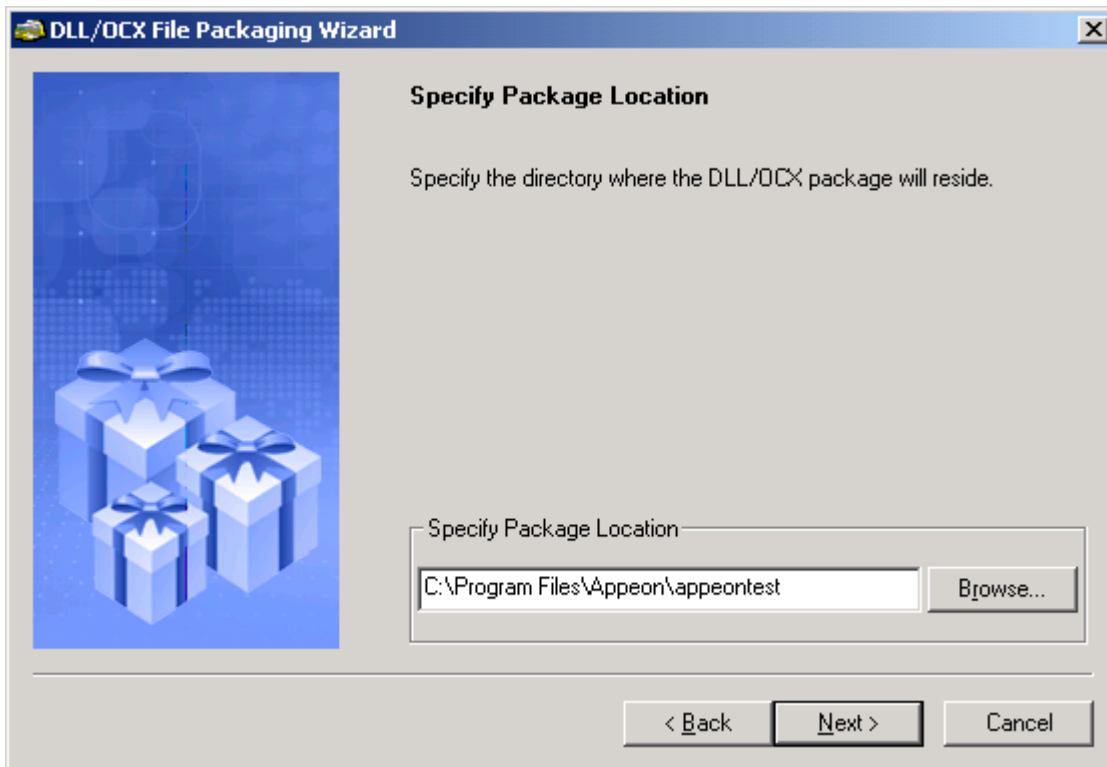 DLL/OCX File Packaging Wizard
Specify Package Location
Specify the directory where the DLL/OCX package will reside.
Specify Package Location
C:\Program Files\Appeon\appeontest
Browse...
< Back
Next >
Cancel